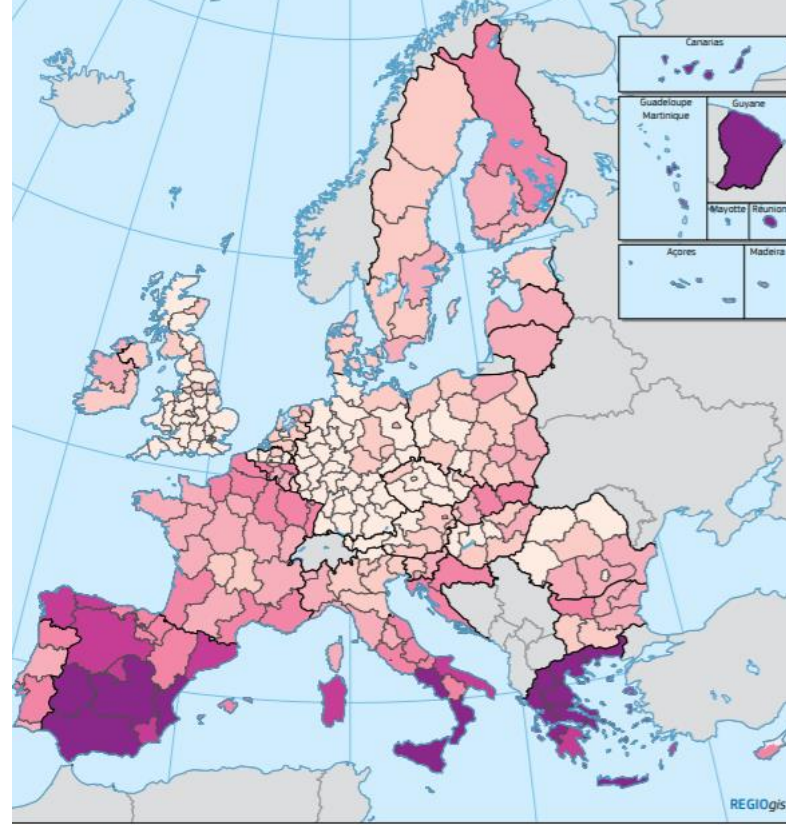 Canarias
Guadeloupe
Martinique
Guyane
Mayotte
Réunion
Açores
Madeira
REGIOgis